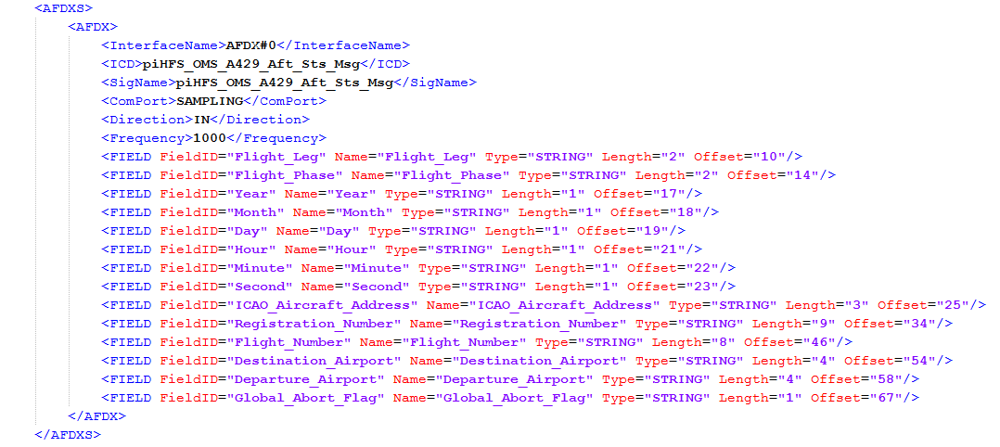 <AFDXS>
<AFDX>
<InterfaceName>AFDX#0</InterfaceName>
<ICD>piHFS_OMS_A429_Aft_Sts_Msg</ICD>
<SigName>piHFS_OMS_A429_Aft_Sts_Msg</SigName>
<ComPort>SAMPLING</ComPort>
<Direction>IN</Direction>
<Frequency>1000</Frequency>
<FIELD FieldID="Flight_Leg" Name="Flight_Leg" Type="STRING" Length="2" Offset="10"/>
<FIELD FieldID="Flight_Phase" Name="Flight_Phase" Type="STRING" Length="2" Offset="14"/>
<FIELD FieldID="Year" Name="Year" Type="STRING" Length="1" Offset="17"/>
<FIELD FieldID="Month" Name="Month" Type="STRING" Length="1" Offset="18"/>
<FIELD FieldID="Day" Name="Day" Type="STRING" Length="1" Offset="19"/>
<FIELD FieldID="Hour" Name="Hour" Type="STRING" Length="1" Offset="21"/>
<FIELD FieldID="Minute" Name="Minute" Type="STRING" Length="1" Offset="22"/>
<FIELD FieldID="Second" Name="Second" Type="STRING" Length="1" Offset="23"/>
<FIELD FieldID="ICAO_Aircraft_Address" Name="ICAO_Aircraft_Address" Type="STRING" Length="3" Offset="25"/>
<FIELD FieldID="Registration_Number" Name="Registration_Number" Type="STRING" Length="9" Offset="34"/>
<FIELD FieldID="Flight_Number" Name="Flight_Number" Type="STRING" Length="8" Offset="46"/>
<FIELD FieldID="Destination_Airport" Name="Destination_Airport" Type="STRING" Length="4" Offset="54"/>
<FIELD FieldID="Departure_Airport" Name="Departure_Airport" Type="STRING" Length="4" Offset="58"/>
<FIELD FieldID="Global_Abort_Flag" Name="Global_Abort_Flag" Type="STRING" Length="1" Offset="67"/>
</AFDX>
</AFDXS>